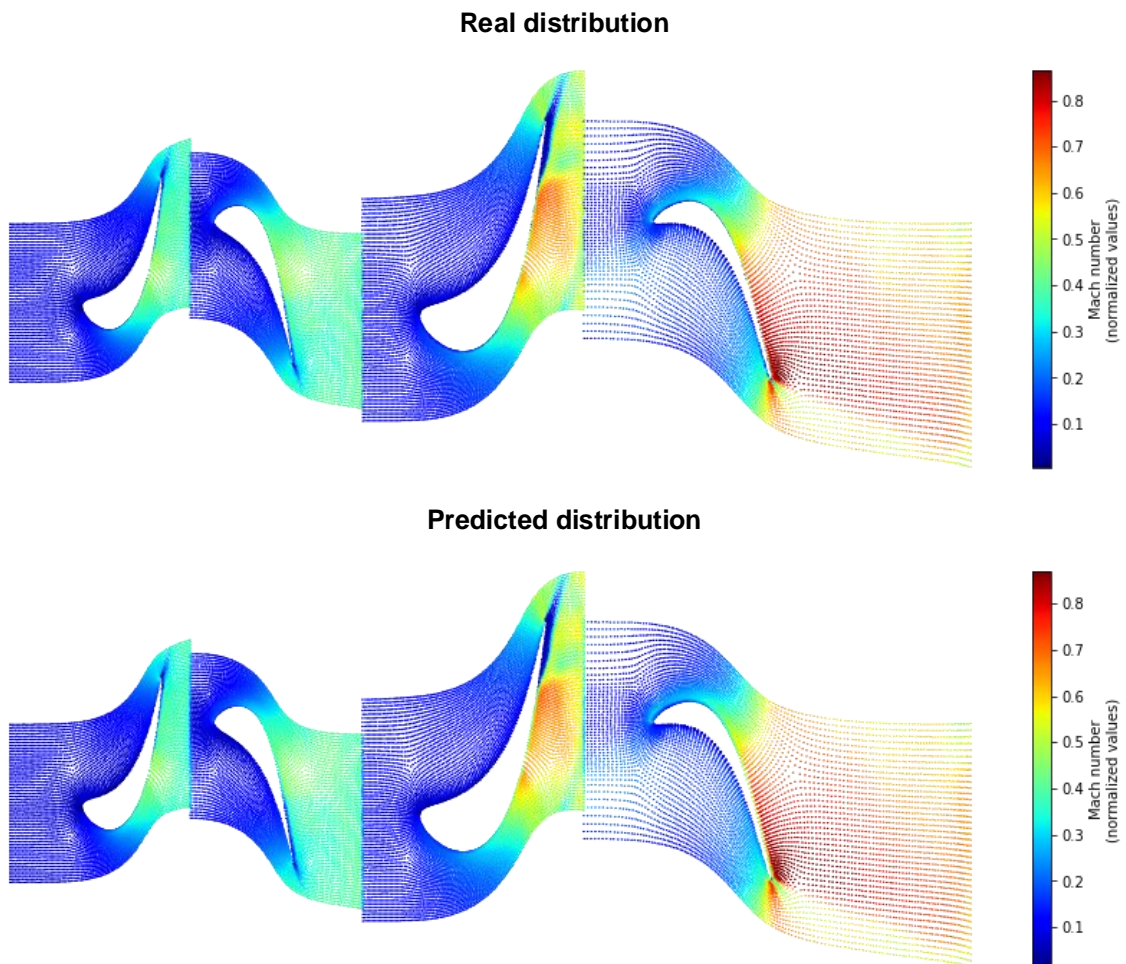 Real distribution
0.8
0.7
0.6
0.5
0.4
0.3
0.2
0.1
Mach number
(normalized values)
Predicted distribution
0.8
0.7
0.6
0.5
0.4
0.3
0.2
0.1
Mach number
(normalized values)